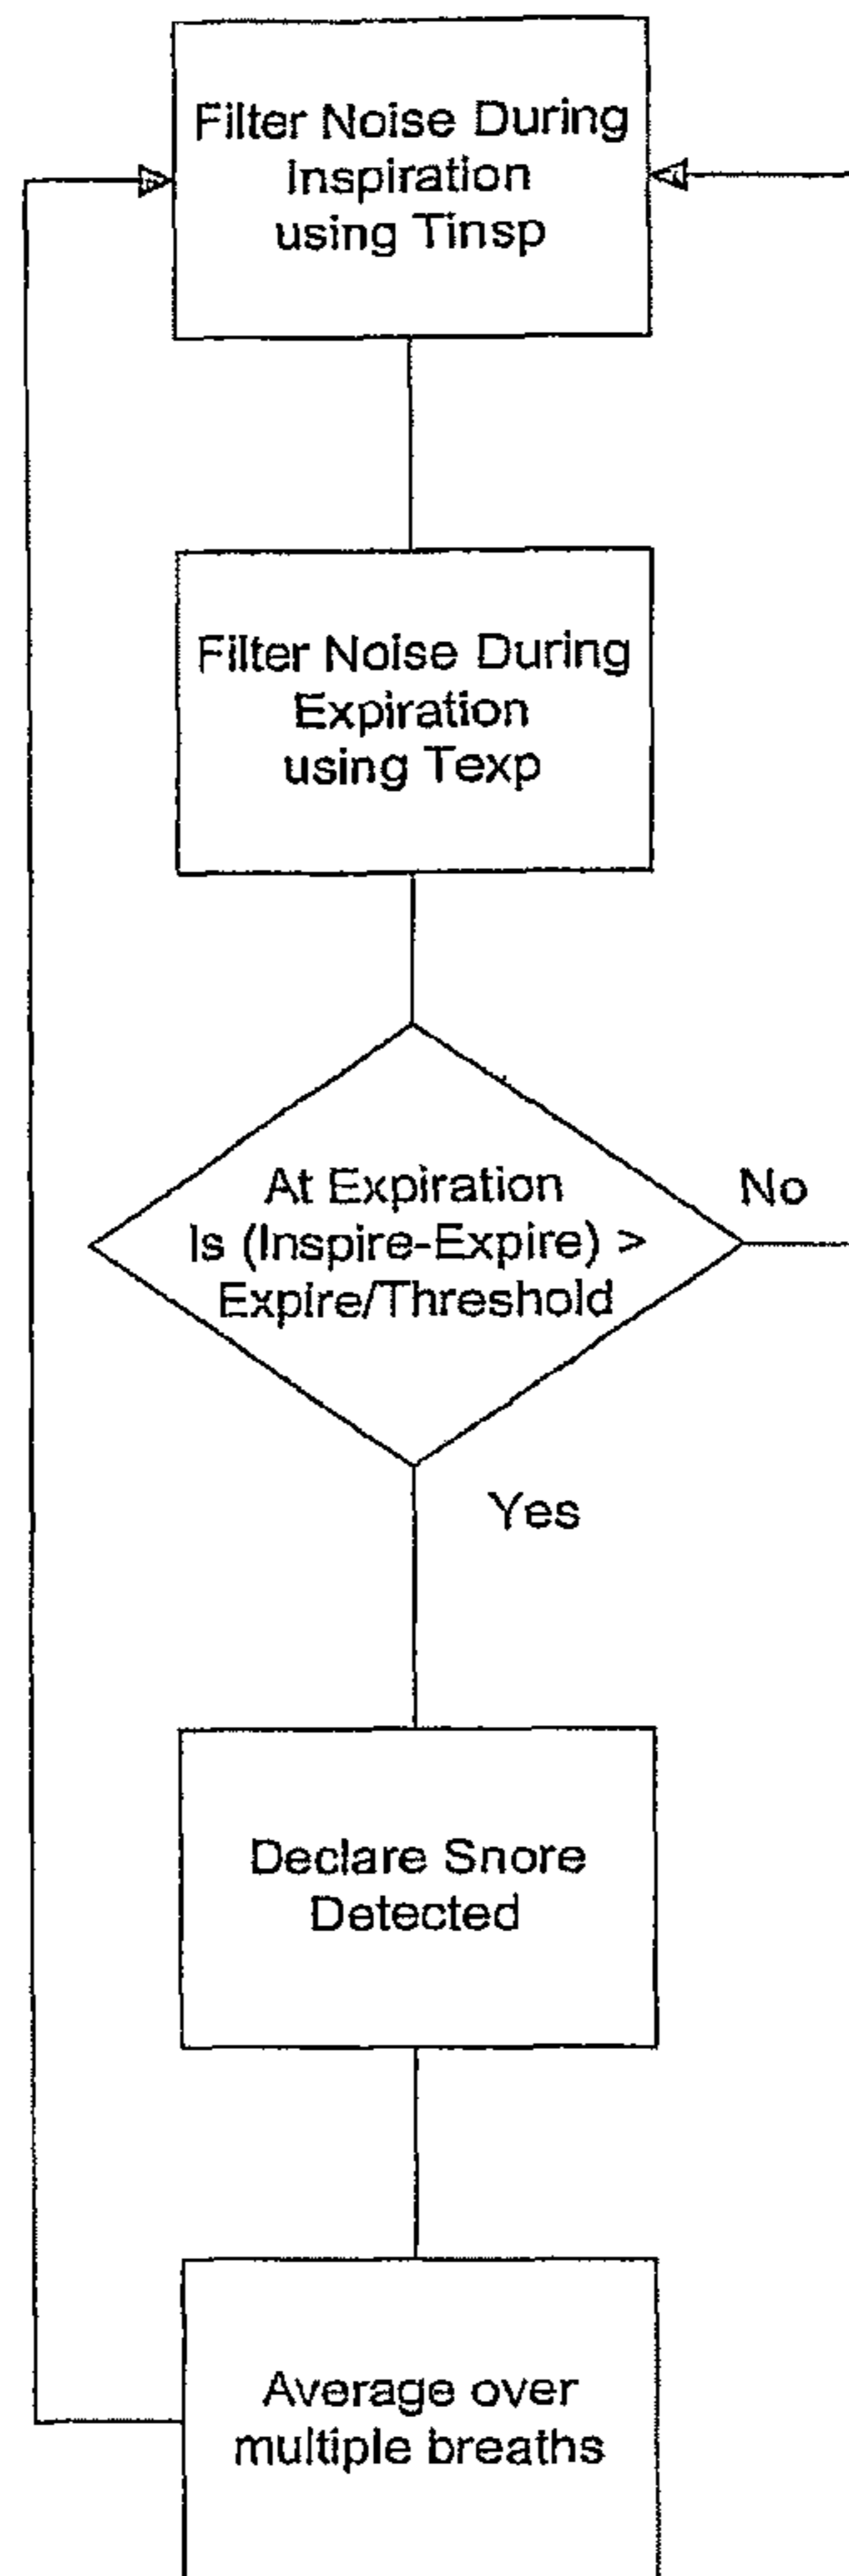 Filter Noise During
Inspiration
using Tinsp
Filter Noise During
Expiration
using Texp
At Expiration
Is (Inspire-Expire) >
Expire/Threshold
No
Yes
Declare Snore
Detected
Average over
multiple breaths